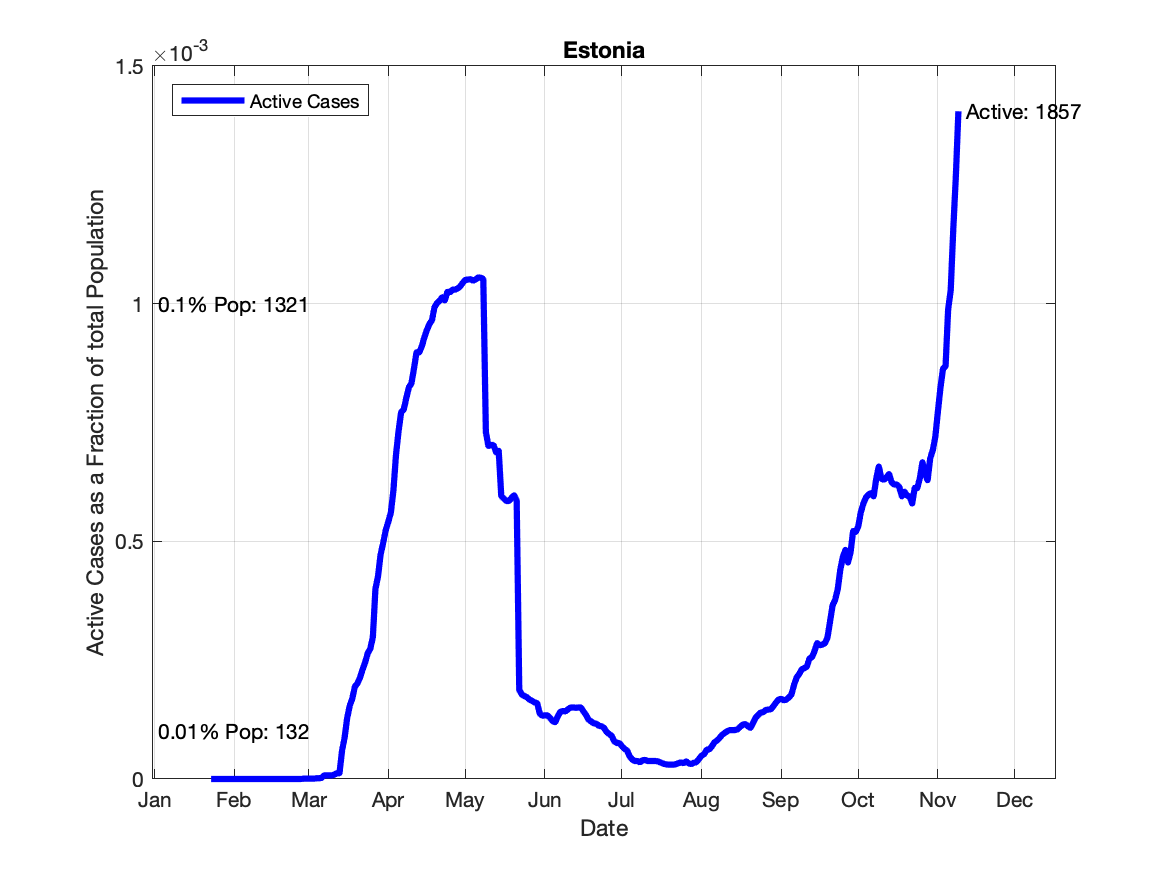 Estonia
×10-3
1.5
1
0.5
0
Active Cases
Active: 1857
0.1% Pop: 1321
0.01% Pop: 132
Active Cases as a Fraction of total Population
Jan Feb Mar Apr May Jun Jul Aug Sep Oct Nov Dec
Date